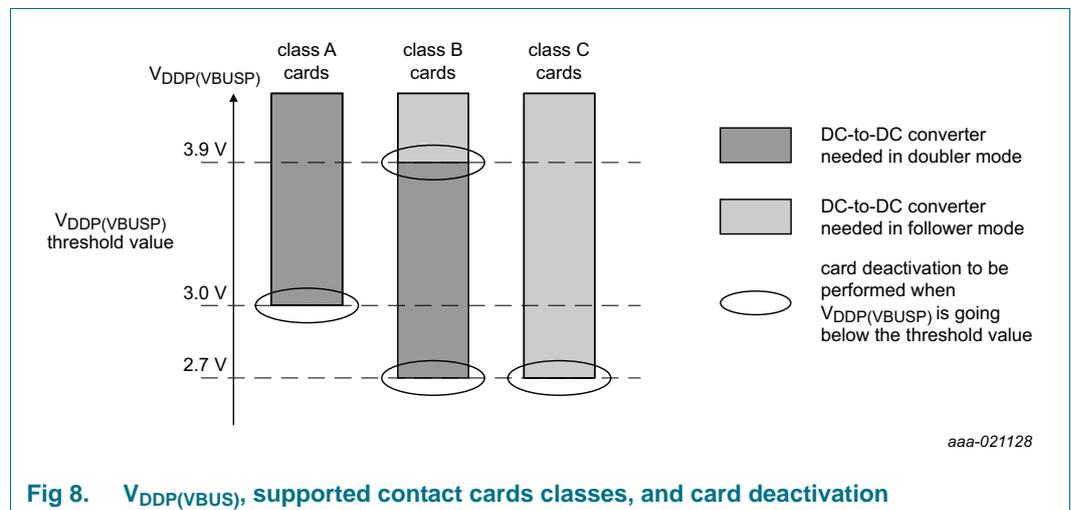 class A
cards
class B
cards
class C
cards
VDDP(VBUSP)
3.9 V
VDDP(VBUSP)
threshold value
3.0 V
2.7 V
DC-to-DC converter
needed in doubler mode
DC-to-DC converter
needed in follower mode
card deactivation to be
performed when
VDDP(VBUSP) is going
below the threshold value
aaa-021128
Fig 8. VDDP(VBUS), supported contact cards classes, and card deactivation